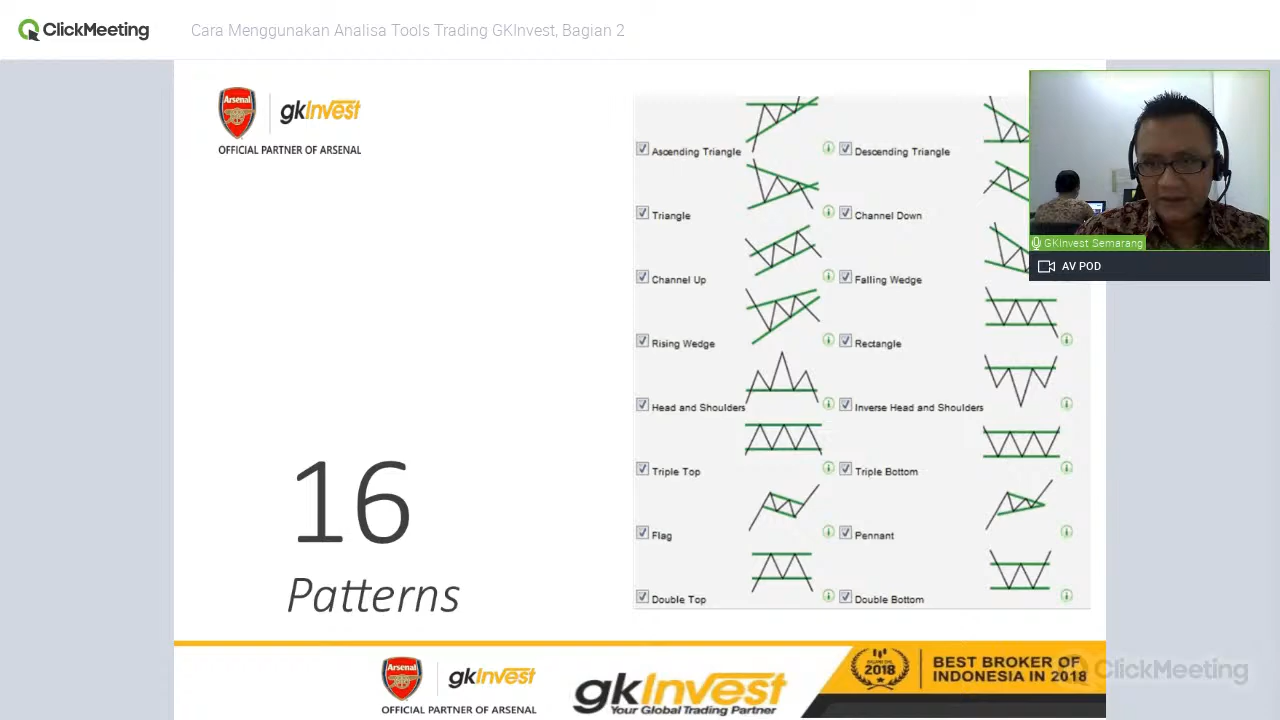 ClickMeeting
Cara Menggunakan Analisa Tools Trading GKInvest, Bagian 2
Arsenal
gkInvest
OFFICIAL PARTNER OF ARSENAL
Ascending Triangle
Descending Triangle
Triangle
Channel Down
Channel Up
Falling Wedge
Rising Wedge
Rectangle
Head and Shoulders
Inverse Head and Shoulders
Triple Top
Triple Bottom
Flag
Pennant
Double Top
Double Bottom
GKInvest Semarang
AV POD
16
Patterns
Arsenal
gkInvest
OFFICIAL PARTNER OF ARSENAL
gkInvest
Your Global Trading Partner
2018
BEST BROKER OF
INDONESIA IN 2018
ClickMeeting